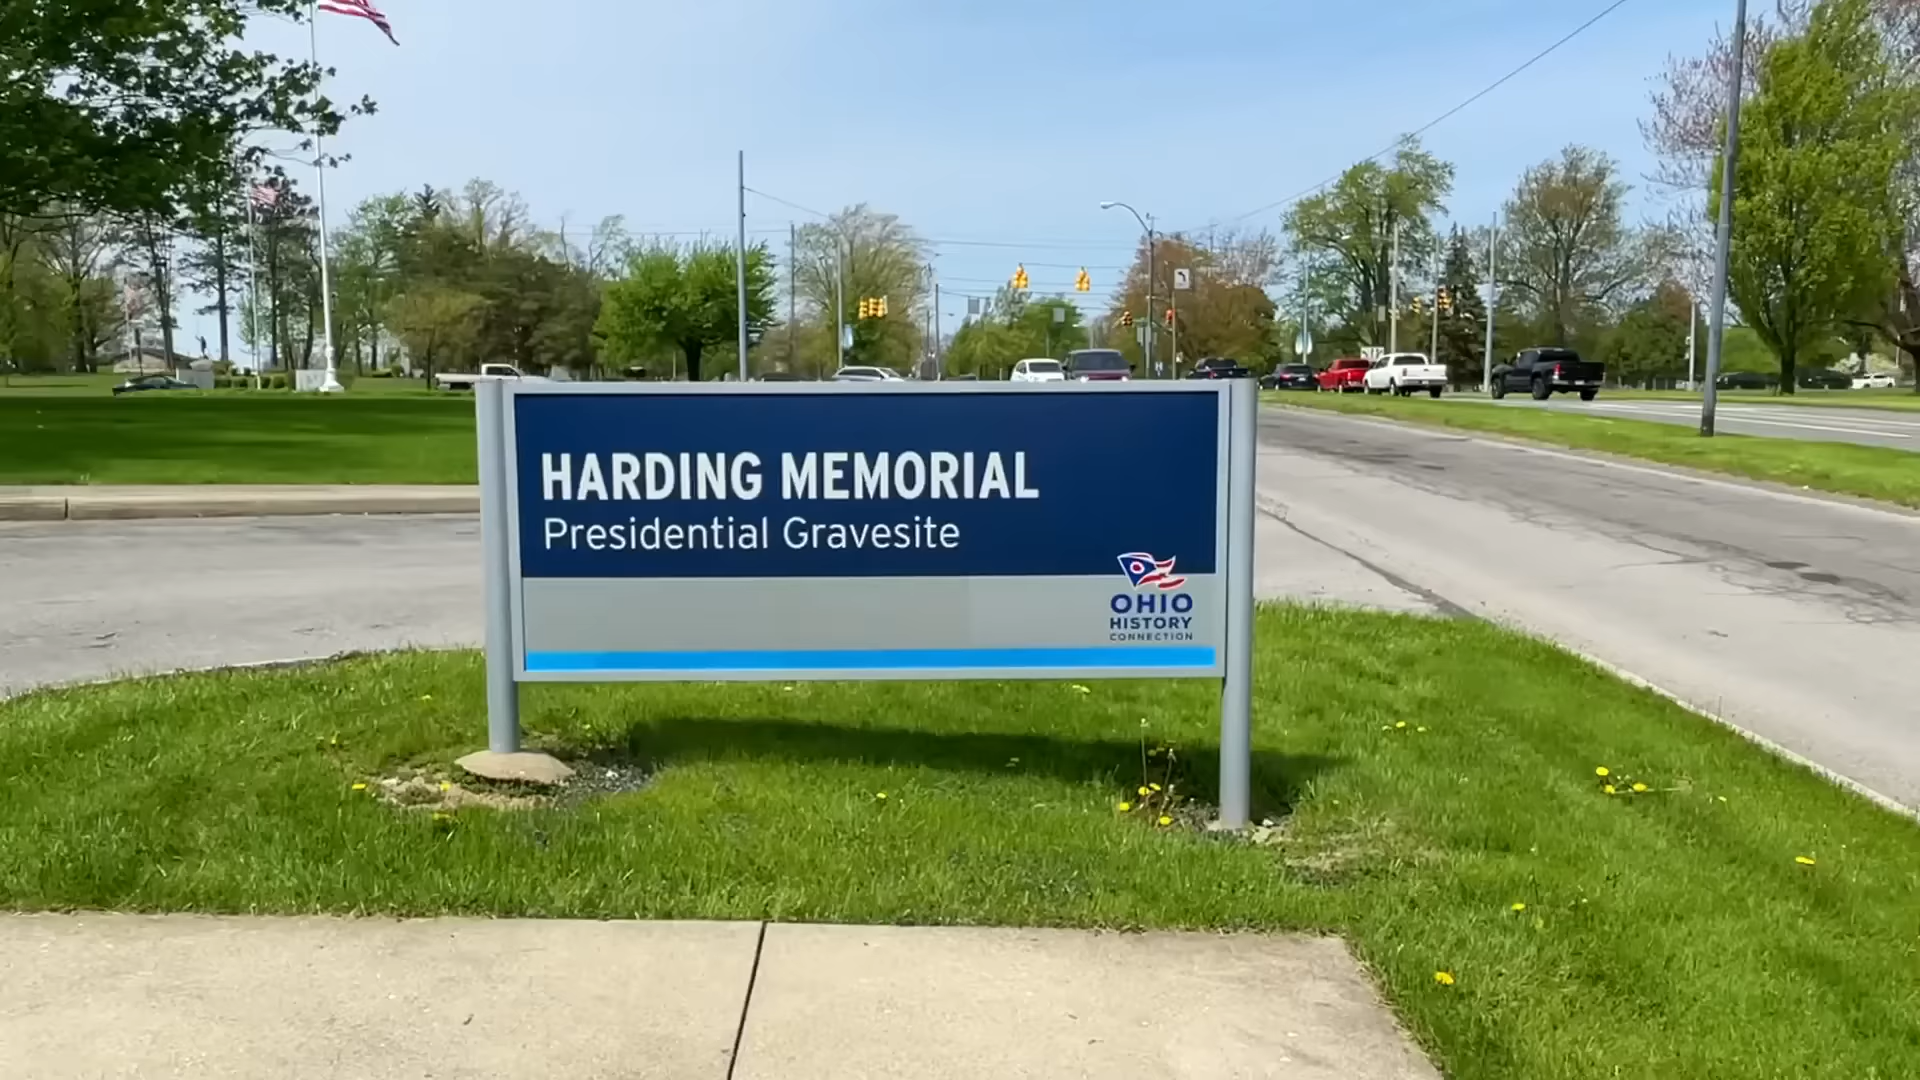 HARDING MEMORIAL
Presidential Gravesite
OHIO
HISTORY
CONNECTION